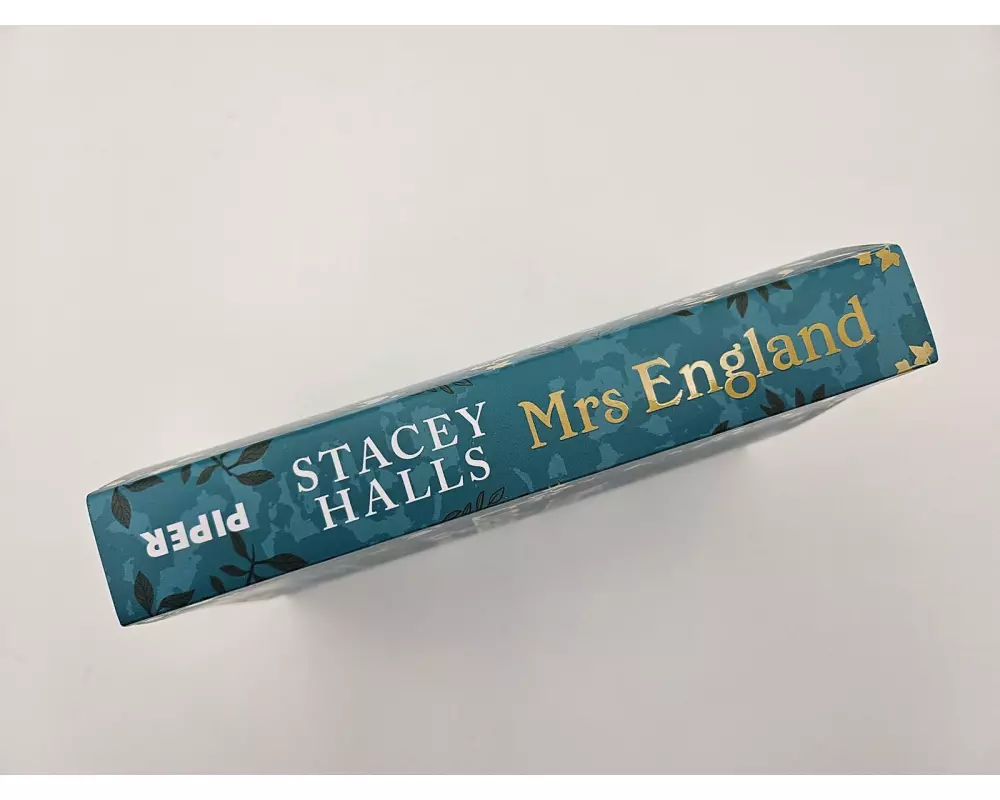 STACEY
HALLS
Mrs England
PIPER